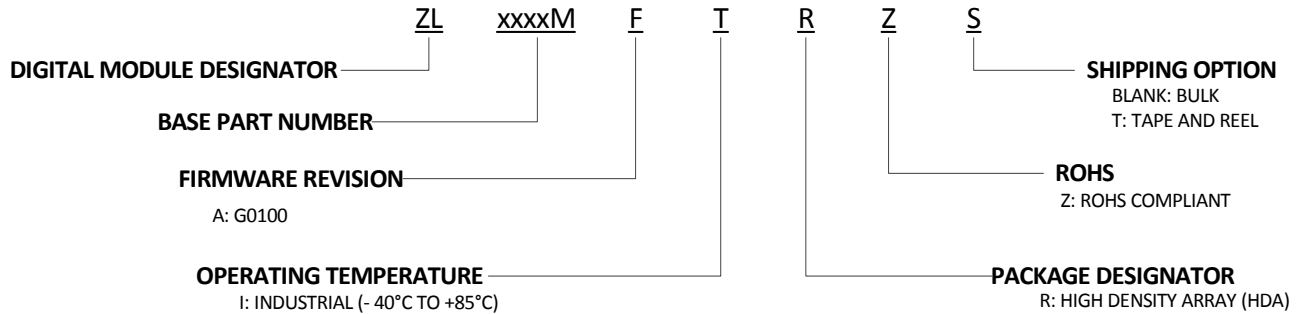 ZL xxxxM F T R Z S
DIGITAL MODULE DESIGNATOR
SHIPPING OPTION
BLANK: BULK
T: TAPE AND REEL
BASE PART NUMBER
FIRMWARE REVISION
A: G0100
ROHS
Z: ROHS COMPLIANT
OPERATING TEMPERATURE
I: INDUSTRIAL (- 40°C TO +85°C)
PACKAGE DESIGNATOR
R: HIGH DENSITY ARRAY (HDA)